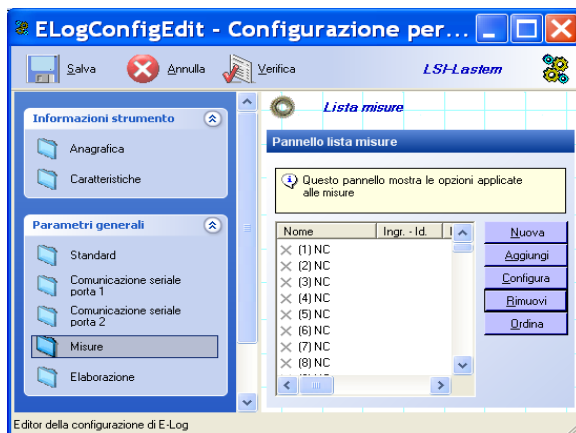 ELogConfigEdit - Configurazione per...
Salva
Annulla
Verifica
LSI-Lastem
Informazioni strumento
Anagrafica
Caratteristiche
Parametri generali
Standard
Comunicazione seriale
porta 1
Comunicazione seriale
porta 2
Misure
Elaborazione
Lista misure
Pannello lista misure
Questo pannello mostra le opzioni applicate
alle misure
Nome Ingr. - Id.
(1) NC
(2) NC
(3) NC
(4) NC
(5) NC
(6) NC
(7) NC
(8) NC
Nuova
Aggiungi
Configura
Rimuovi
Ordina
Editor della configurazione di E-Log